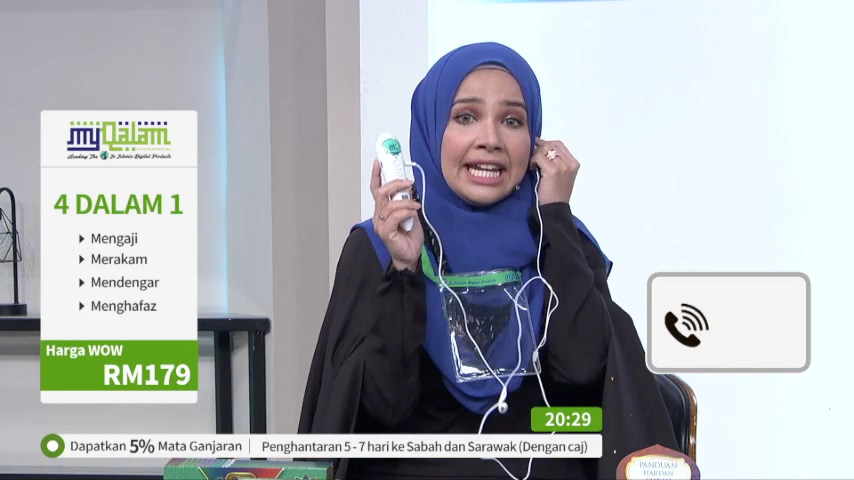 myQalam
Leading The In Islamic Digital Products
4 DALAM 1
Mengaji
Merakam
Mendengar
Menghafaz
Harga WOW
RM179
20:29
Dapatkan 5% Mata Ganjaran | Penghantaran 5 - 7 hari ke Sabah dan Sarawak (Dengan caj)
PANDUAN
HAJI DAN